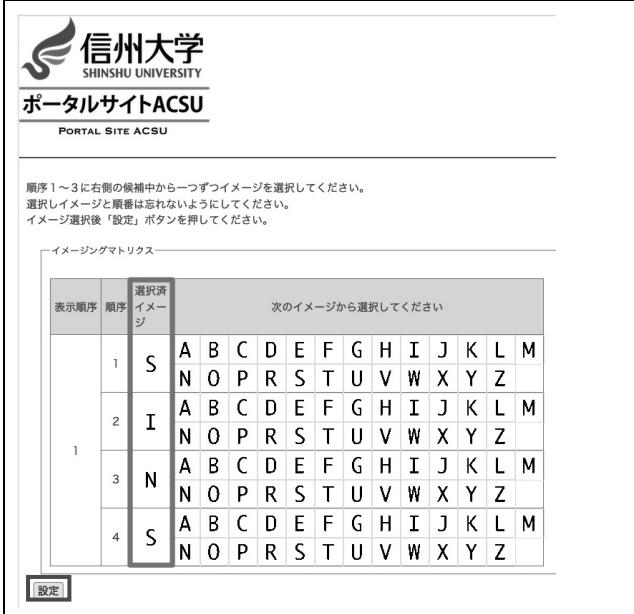 信州大学
SHINSHU UNIVERSITY
ポータルサイトACSU
PORTAL SITE ACSU
順序1～3に右側の候補中から一つずつイメージを選択してください。
選択しイメージと順番は忘れないようにしてください。
イメージ選択後「設定」ボタンを押してください。
イメージングマトリクス
表示順序 順序 選択済イメージ 次のイメージから選択してください
1
1 S A B C D E F G H I J K L M
N O P R S T U V W X Y Z
2 I A B C D E F G H I J K L M
N O P R S T U V W X Y Z
3 N A B C D E F G H I J K L M
N O P R S T U V W X Y Z
4 S A B C D E F G H I J K L M
N O P R S T U V W X Y Z
設定